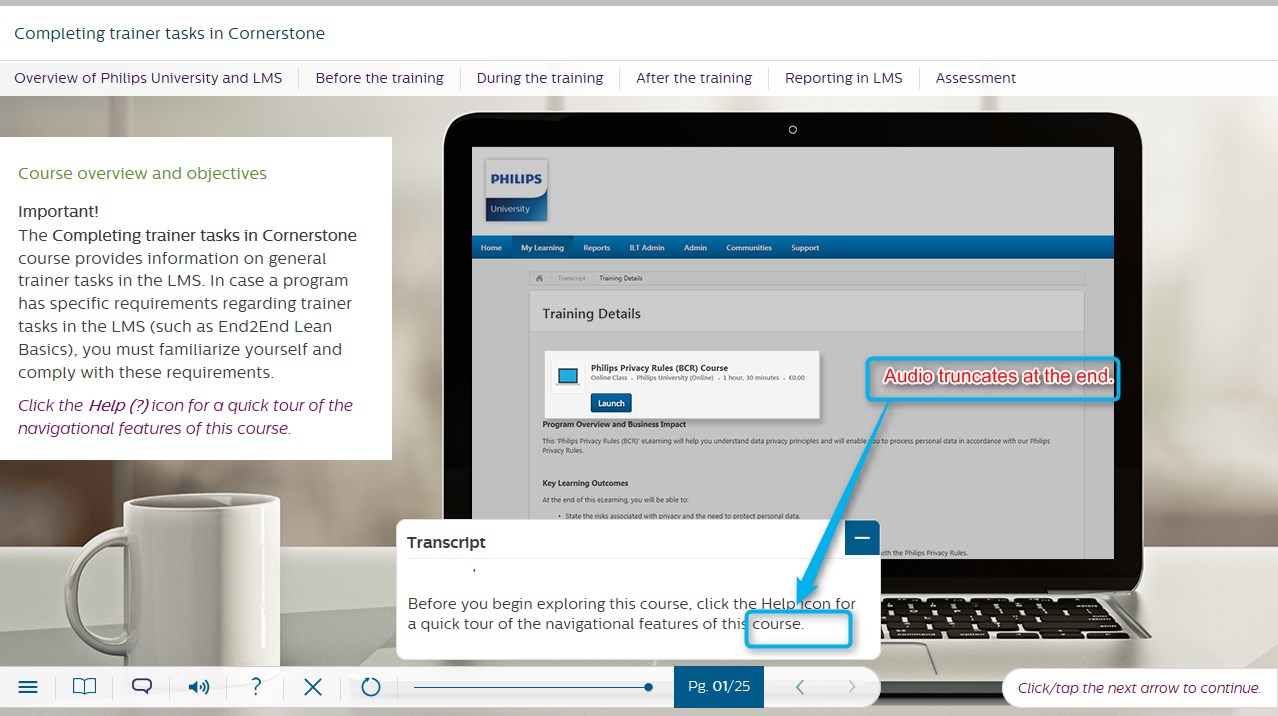 Completing trainer tasks in Cornerstone
Overview of Philips University and LMS
Before the training
During the training
After the training
Reporting in LMS
Assessment
Course overview and objectives
Important!
The Completing trainer tasks in Cornerstone
course provides information on general
trainer tasks in the LMS. In case a program
has specific requirements regarding trainer
tasks in the LMS (such as End2End Lean
Basics), you must familiarize yourself and
comply with these requirements.
Click the Help (?) icon for a quick tour of the
navigational features of this course.
PHILIPS
University
Home My Learning Reports ILT Admin Admin Communities Support
Transcript Training Details
Training Details
Philips Privacy Rules (BCR) Course
Online Class • Philips University (Online) • 1 hour, 30 minutes • €0.00
Launch
Program Overview and Business Impact
This 'Philips Privacy Rules (BCR)' eLearning will help you understand data privacy principles and will enable you to process personal data in accordance with our Philips
Privacy Rules.
Key Learning Outcomes
At the end of this eLearning, you will be able to:
• State the risks associated with privacy and the need to protect personal data.
with the Philips Privacy Rules.
Audio truncates at the end.
Transcript
Before you begin exploring this course, click the Help icon for
a quick tour of the navigational features of this course.
command option command option
?
Pg. 01/25
Click/tap the next arrow to continue.